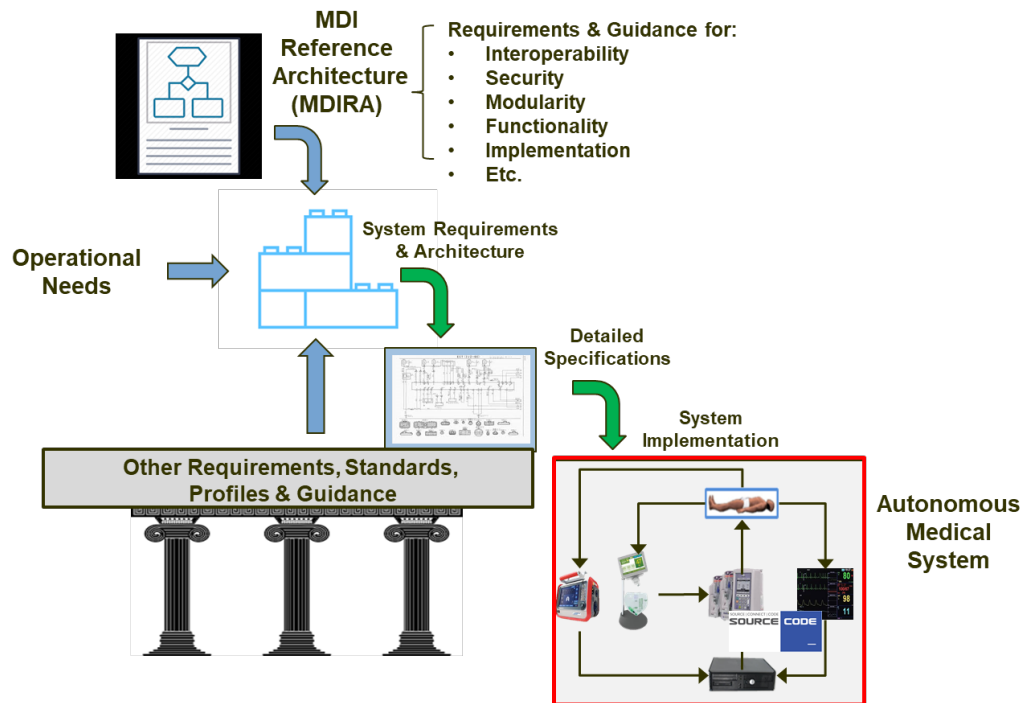 MDI
Reference
Architecture
(MDIRA)
Requirements & Guidance for:
• Interoperability
• Security
• Modularity
• Functionality
• Implementation
• Etc.
System Requirements
& Architecture
Operational
Needs
Detailed
Specifications
System
Implementation
Other Requirements, Standards,
Profiles & Guidance
Autonomous
Medical
System
80
98
11
SOURCE CODE